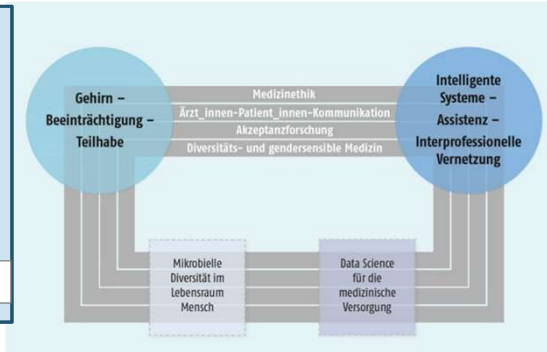 Gehirn –
Beeinträchtigung –
Teilhabe
Medizinethik
Ärzt_innen-Patient_innen-Kommunikation
Akzeptanzforschung
Diversitäts- und gendersensible Medizin
Intelligente
Systeme –
Assistenz –
Interprofessionelle
Vernetzung
Mikrobielle
Diversität im
Lebensraum
Mensch
Data Science
für die
medizinische
Versorgung